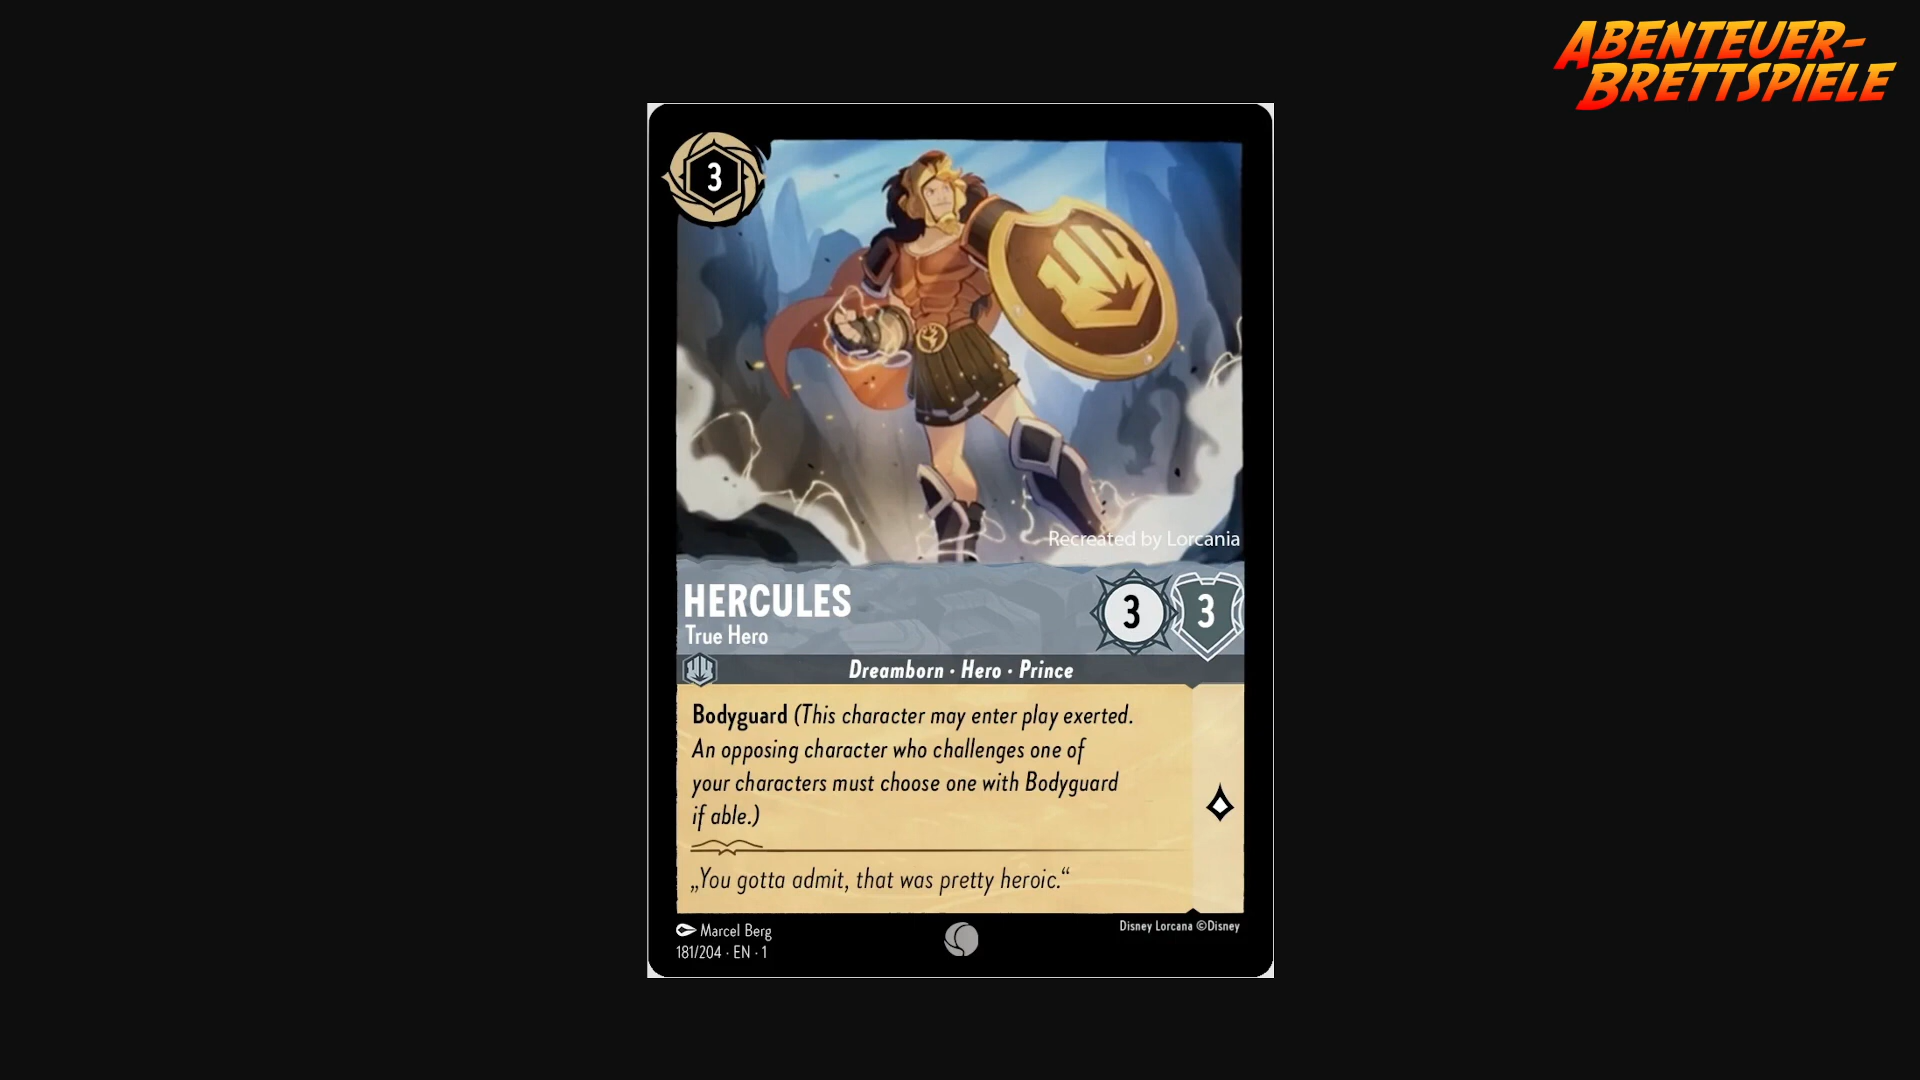 ABENTEUER-
BRETTSPIELE
3
Recreated by Lorcania
HERCULES
True Hero
3
3
Dreamborn · Hero · Prince
Bodyguard (This character may enter play exerted.
An opposing character who challenges one of
your characters must choose one with Bodyguard
if able.)
„You gotta admit, that was pretty heroic.“
Marcel Berg
181/204 · EN · 1
Disney Lorcana ©Disney